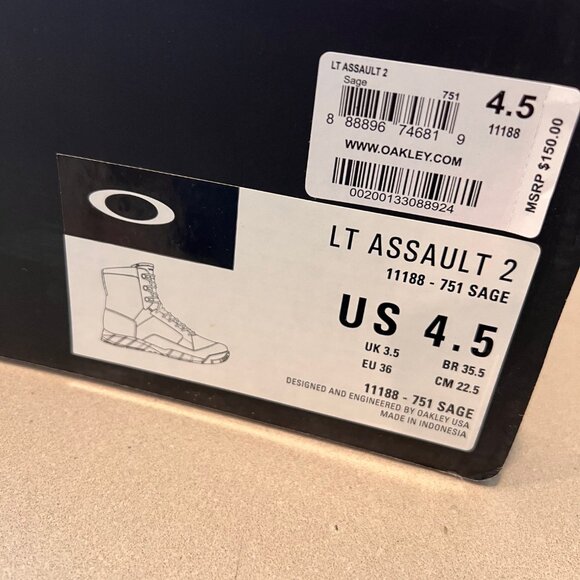 LT ASSAULT 2
Sage
751
4.5
8 88896 74681 9
11188
WWW.OAKLEY.COM
00200133088924
MSRP $150.00
LT ASSAULT 2
11188 - 751 SAGE
US 4.5
UK 3.5 BR 35.5
EU 36 CM 22.5
11188 - 751 SAGE
DESIGNED AND ENGINEERED BY OAKLEY USA
MADE IN INDONESIA